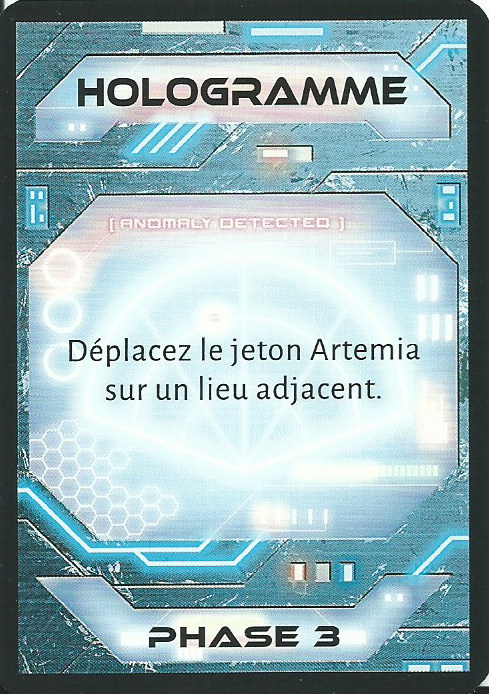 HOLOGRAMME
[ ANOMALY DETECTED ]
Déplacez le jeton Artemia
sur un lieu adjacent.
PHASE 3